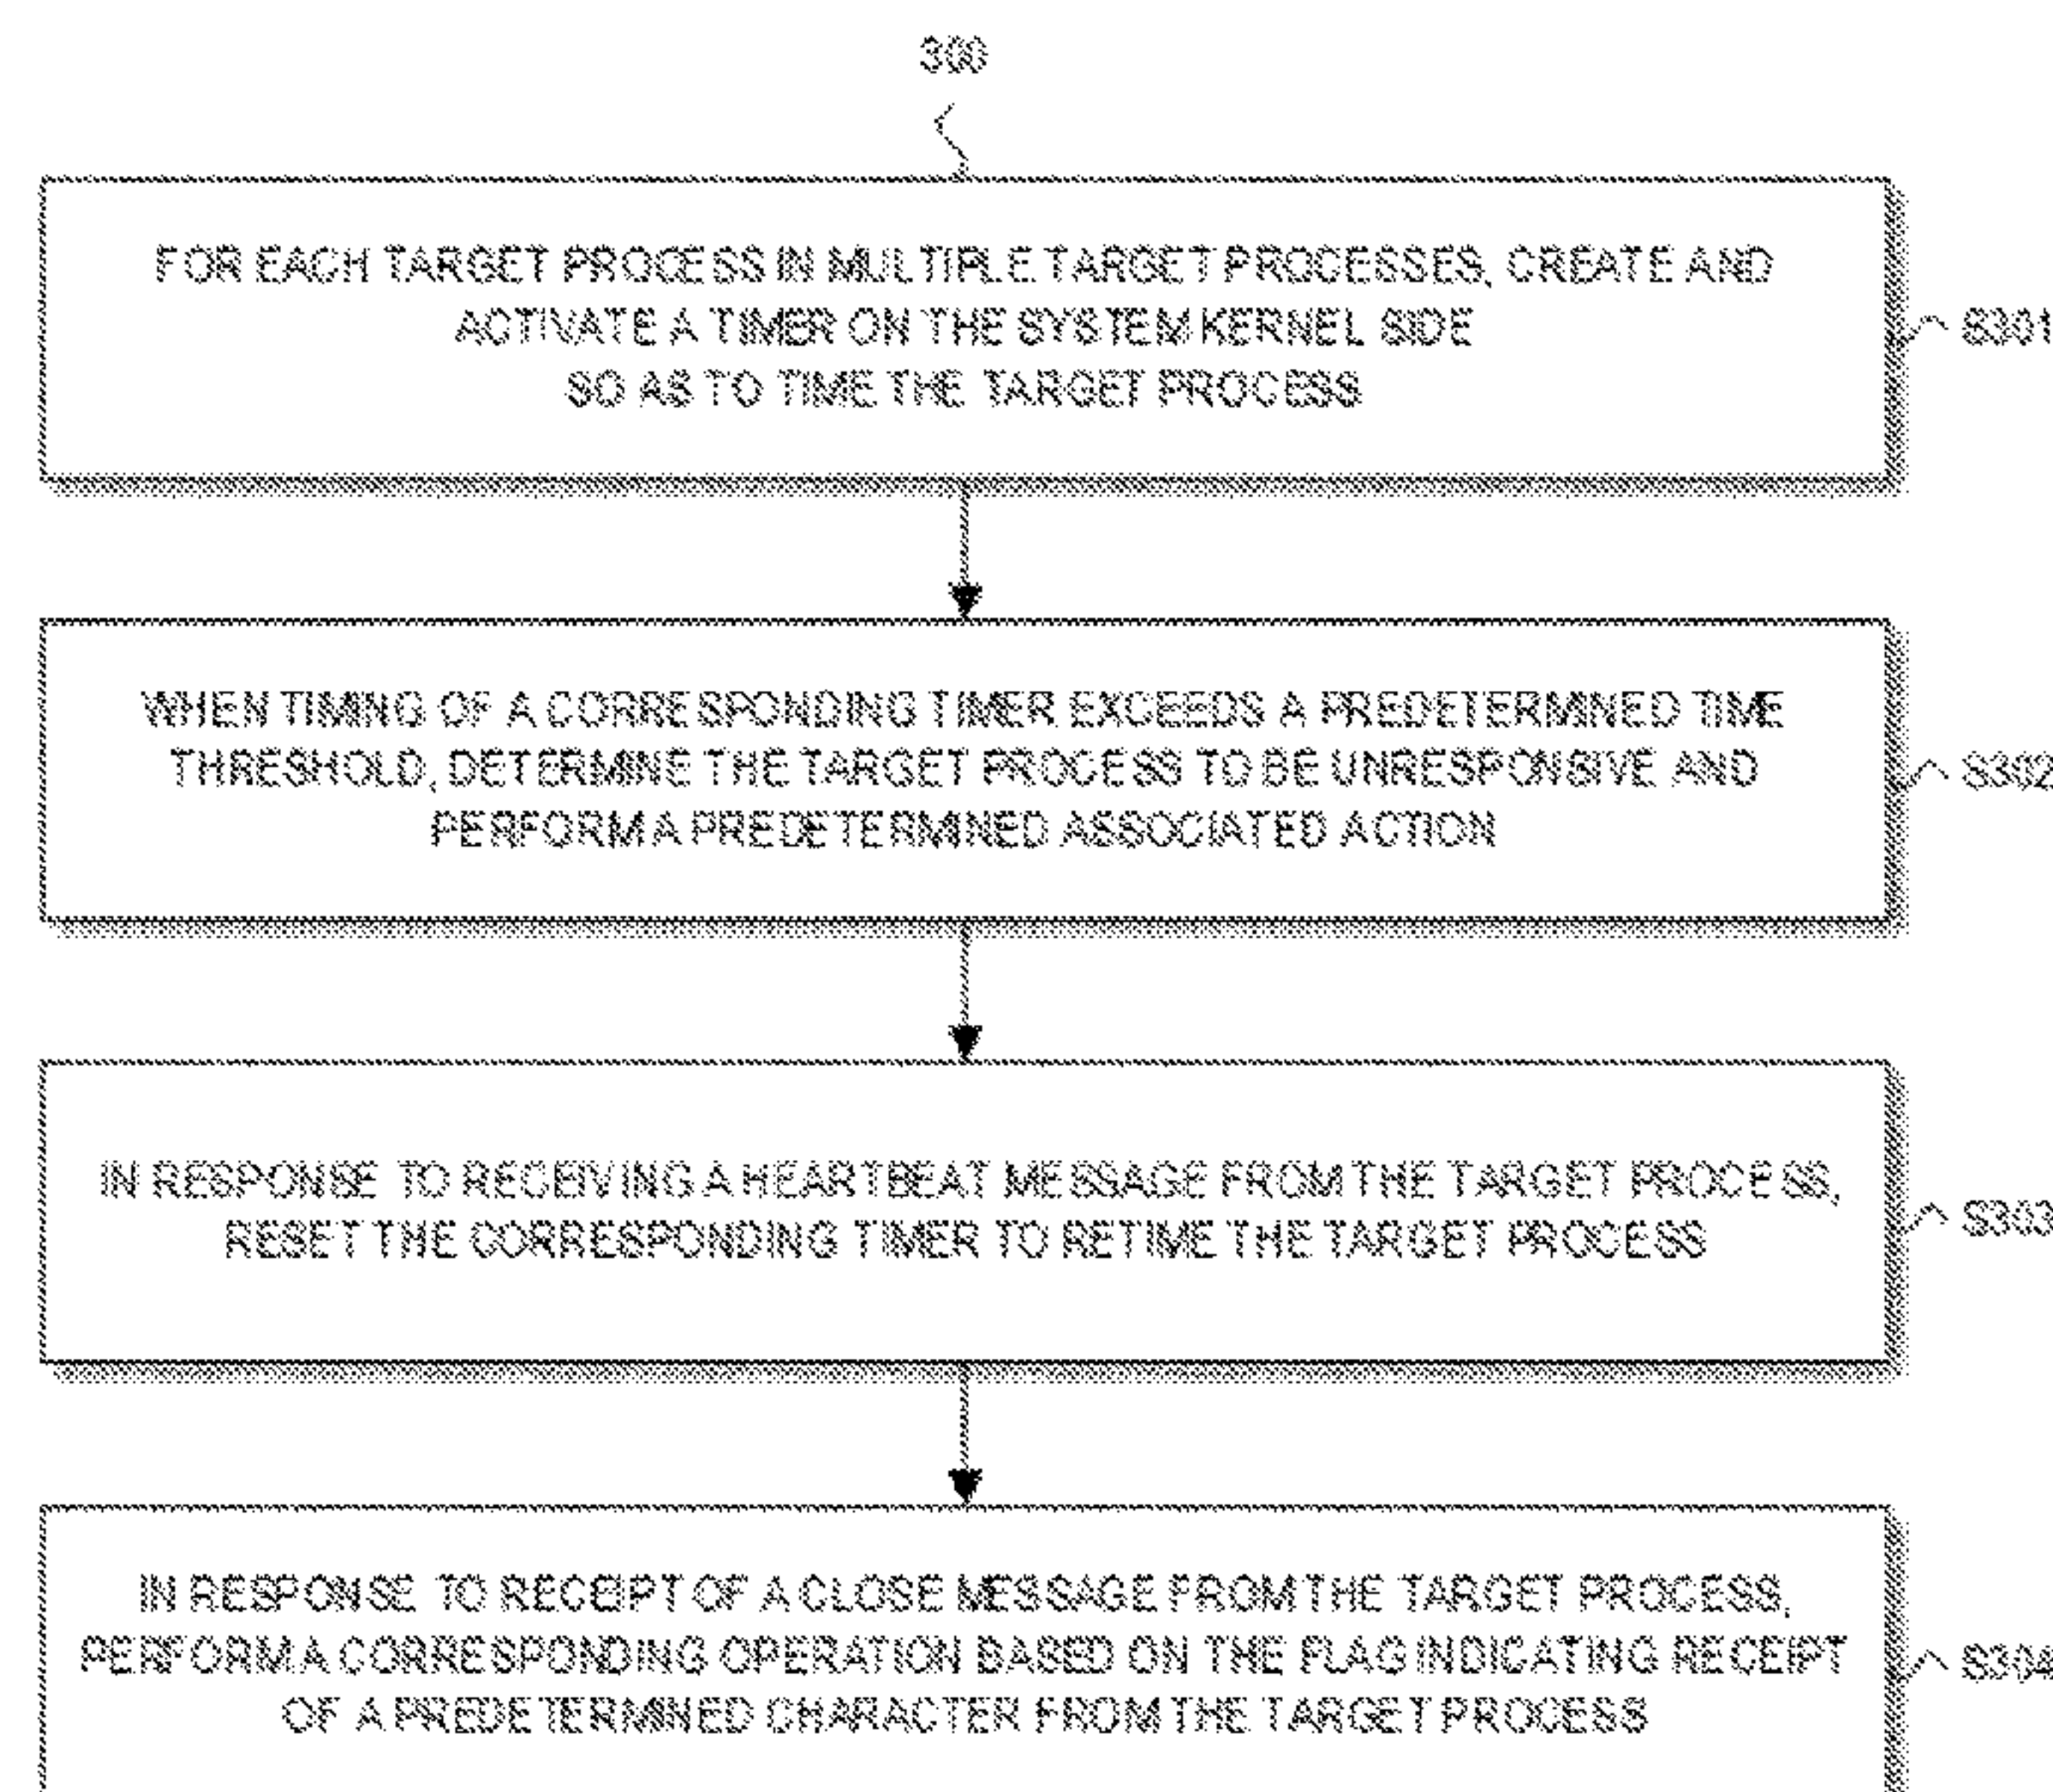 300
FOR EACH TARGET PROCESS IN MULTIPLE TARGET PROCESSES, CREATE AND
ACTIVATE A TIMER ON THE SYSTEM KERNEL SIDE
SO AS TO TIME THE TARGET PROCESS
S301
WHEN TIMING OF A CORRESPONDING TIMER EXCEEDS A PREDETERMINED TIME
THRESHOLD, DETERMINE THE TARGET PROCESS TO BE UNRESPONSIVE AND
PERFORM A PREDETERMINED ASSOCIATED ACTION
S302
IN RESPONSE TO RECEIVING A HEARTBEAT MESSAGE FROM THE TARGET PROCESS,
RESET THE CORRESPONDING TIMER TO RETIME THE TARGET PROCESS
S303
IN RESPONSE TO RECEIPT OF A CLOSE MESSAGE FROM THE TARGET PROCESS,
PERFORM A CORRESPONDING OPERATION BASED ON THE FLAG INDICATING RECEIPT
OF A PREDETERMINED CHARACTER FROM THE TARGET PROCESS
S304